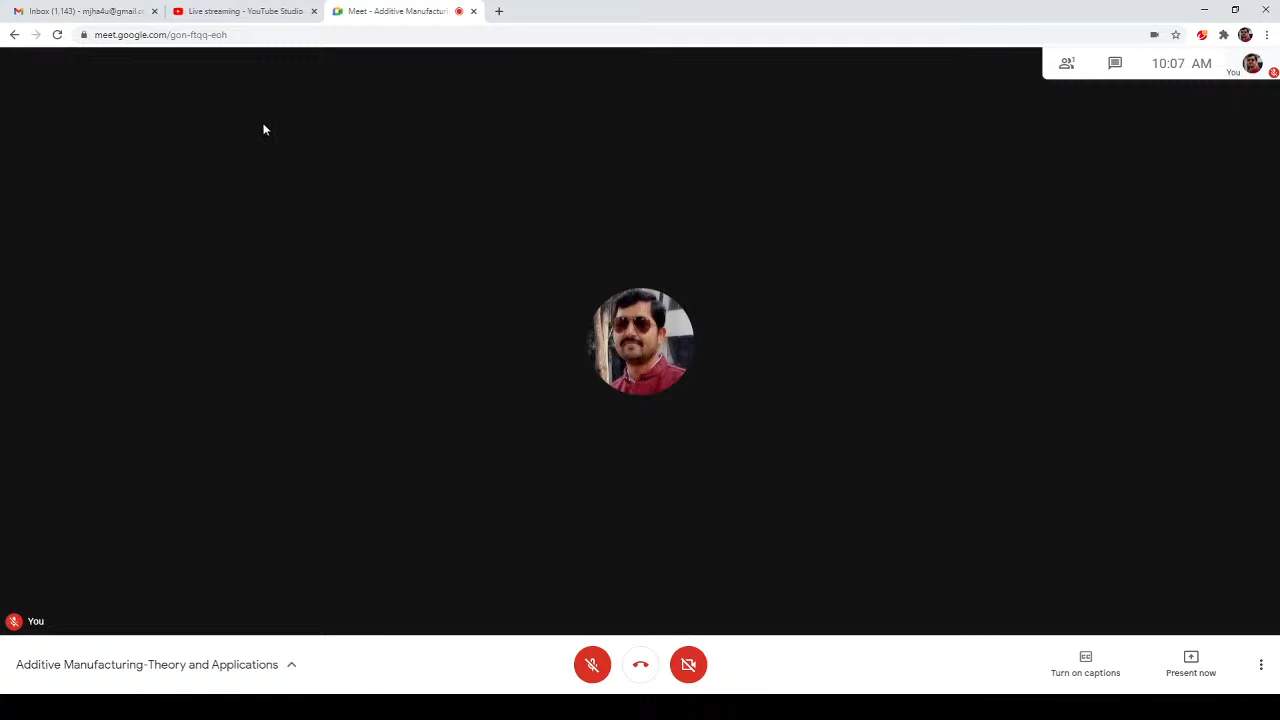 Inbox (1,143) - mjha4u@gmail.c
Live streaming - YouTube Studio
Meet - Additive Manufacturi
meet.google.com/gon-ftqq-eoh
1
10:07 AM
You
You
Additive Manufacturing-Theory and Applications
Turn on captions
Present now